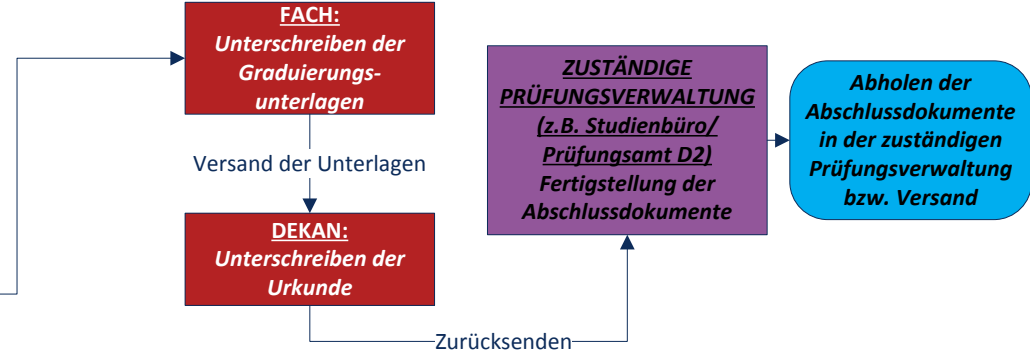 FACH:
Unterschreiben der
Graduierungs-
unterlagen
Versand der Unterlagen
DEKAN:
Unterschreiben der
Urkunde
Zurücksenden
ZUSTÄNDIGE
PRÜFUNGSVERWALTUNG
(z.B. Studienbüro/
Prüfungsamt D2)
Fertigstellung der
Abschlussdokumente
Abholen der
Abschlussdokumente
in der zuständigen
Prüfungsverwaltung
bzw. Versand